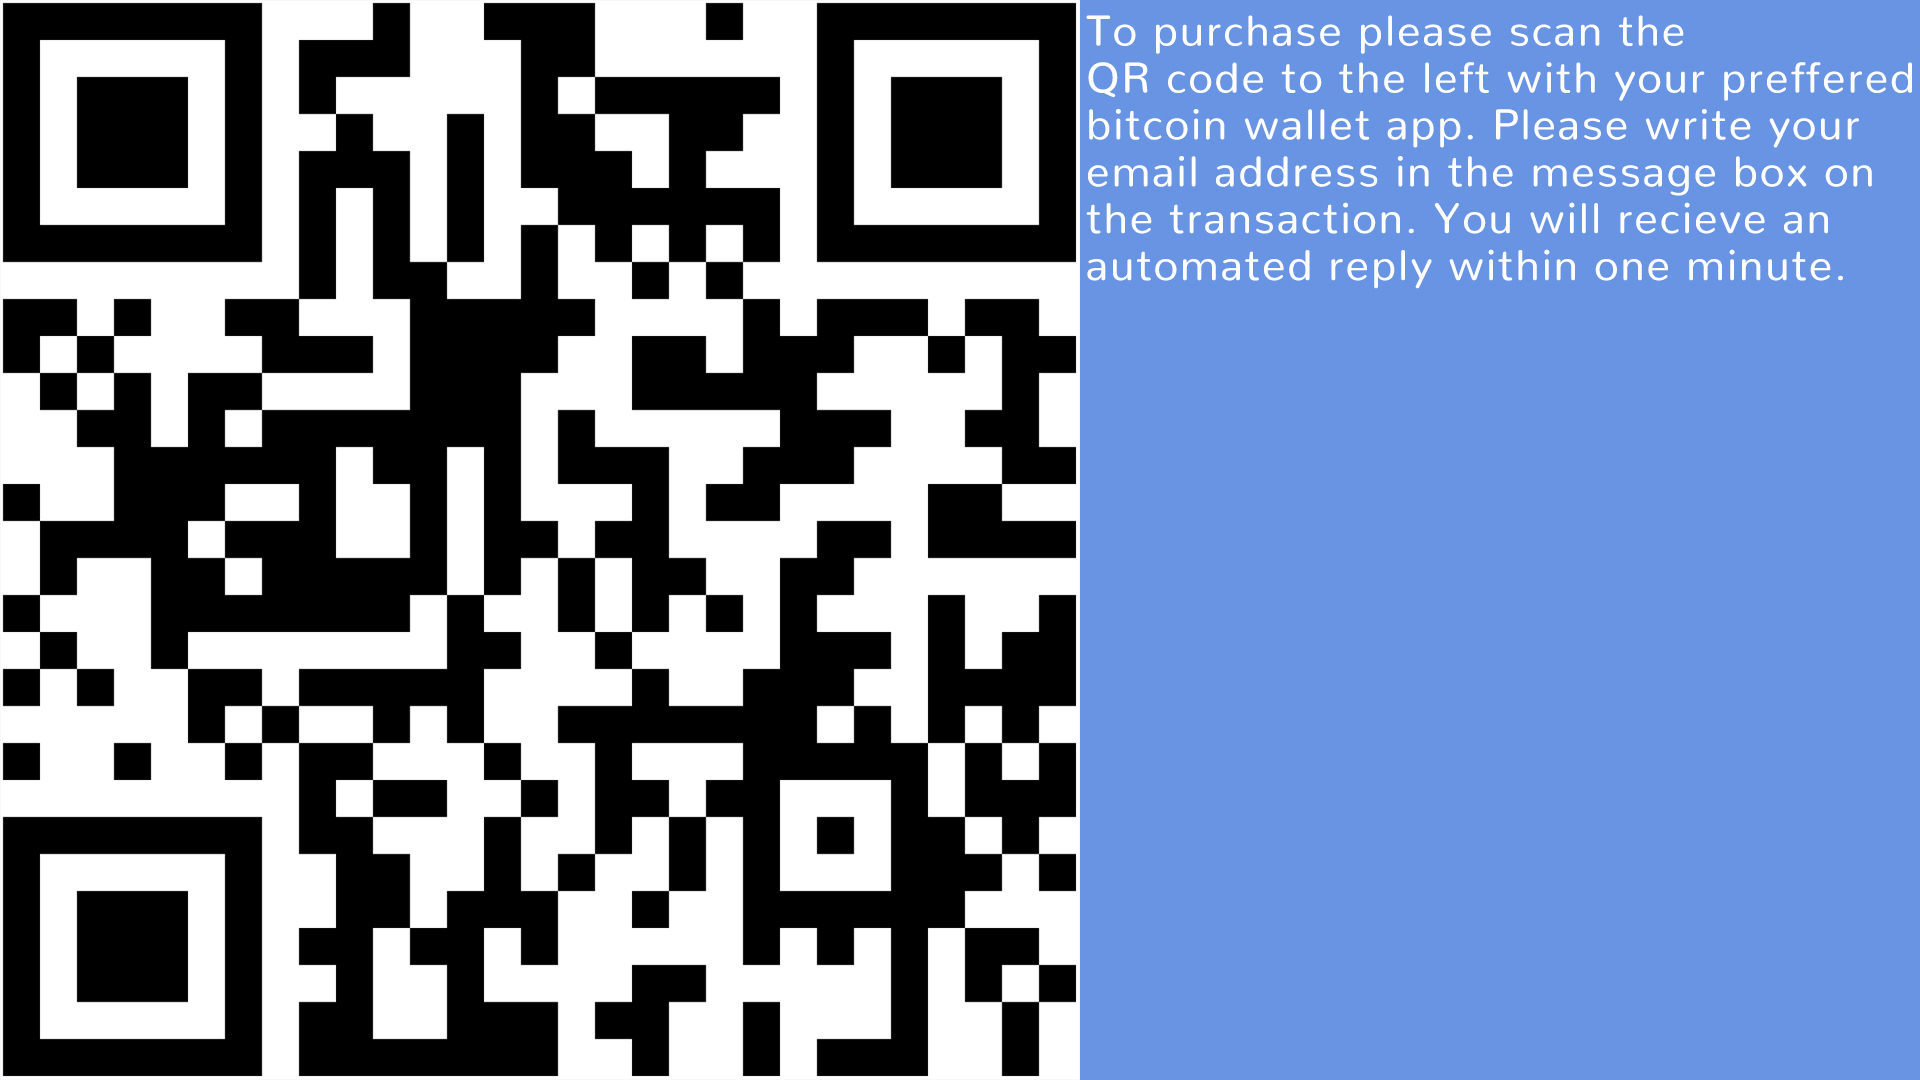 To purchase please scan the
QR code to the left with your preffered
bitcoin wallet app. Please write your
email address in the message box on
the transaction. You will recieve an
automated reply within one minute.